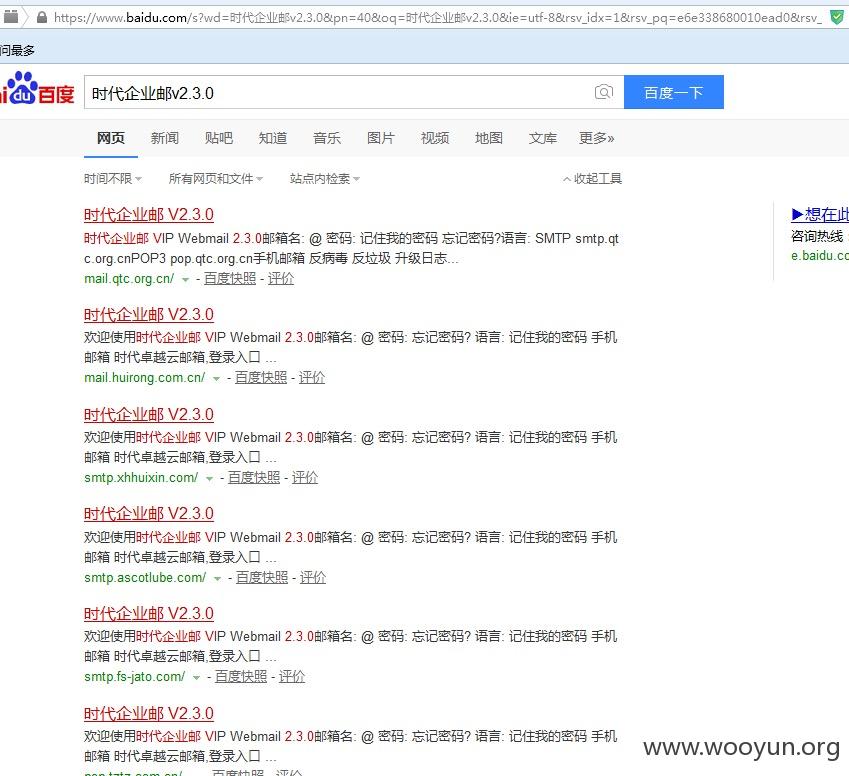 https://www.baidu.com/s?wd=时代企业邮v2.3.0&pn=40&oq=时代企业邮v2.3.0&ie=utf-8&rsv_idx=1&rsv_pq=e6e338680010ead0&rsv_
问最多
du百度
时代企业邮v2.3.0
百度一下
网页 新闻 贴吧 知道 音乐 图片 视频 地图 文库 更多»
时间不限 所有网页和文件 站点内检索 收起工具
时代企业邮 V2.3.0
时代企业邮 VIP Webmail 2.3.0邮箱名: @ 密码: 记住我的密码 忘记密码?语言: SMTP smtp.qt
c.org.cnPOP3 pop.qtc.org.cn手机邮箱 反病毒 反垃圾 升级日志...
mail.qtc.org.cn/ - 百度快照 - 评价
▶想在此
咨询热线
e.baidu.co
时代企业邮 V2.3.0
欢迎使用时代企业邮 VIP Webmail 2.3.0邮箱名: @ 密码: 忘记密码? 语言: 记住我的密码 手机
邮箱 时代卓越云邮箱,登录入口 ...
mail.huirong.com.cn/ - 百度快照 - 评价
时代企业邮 V2.3.0
欢迎使用时代企业邮 VIP Webmail 2.3.0邮箱名: @ 密码: 忘记密码? 语言: 记住我的密码 手机
邮箱 时代卓越云邮箱,登录入口 ...
smtp.xhhuixin.com/ - 百度快照 - 评价
时代企业邮 V2.3.0
欢迎使用时代企业邮 VIP Webmail 2.3.0邮箱名: @ 密码: 忘记密码? 语言: 记住我的密码 手机
邮箱 时代卓越云邮箱,登录入口 ...
smtp.ascotlube.com/ - 百度快照 - 评价
时代企业邮 V2.3.0
欢迎使用时代企业邮 VIP Webmail 2.3.0邮箱名: @ 密码: 忘记密码? 语言: 记住我的密码 手机
邮箱 时代卓越云邮箱,登录入口 ...
smtp.fs-jato.com/ - 百度快照 - 评价
时代企业邮 V2.3.0
欢迎使用时代企业邮 VIP Webmail 2.3.0邮箱名: @ 密码: 忘记密码? 语言: 记住我的密码 手机
邮箱 时代卓越云邮箱,登录入口 ...
www.wooyun.org
百度快照 - 评价